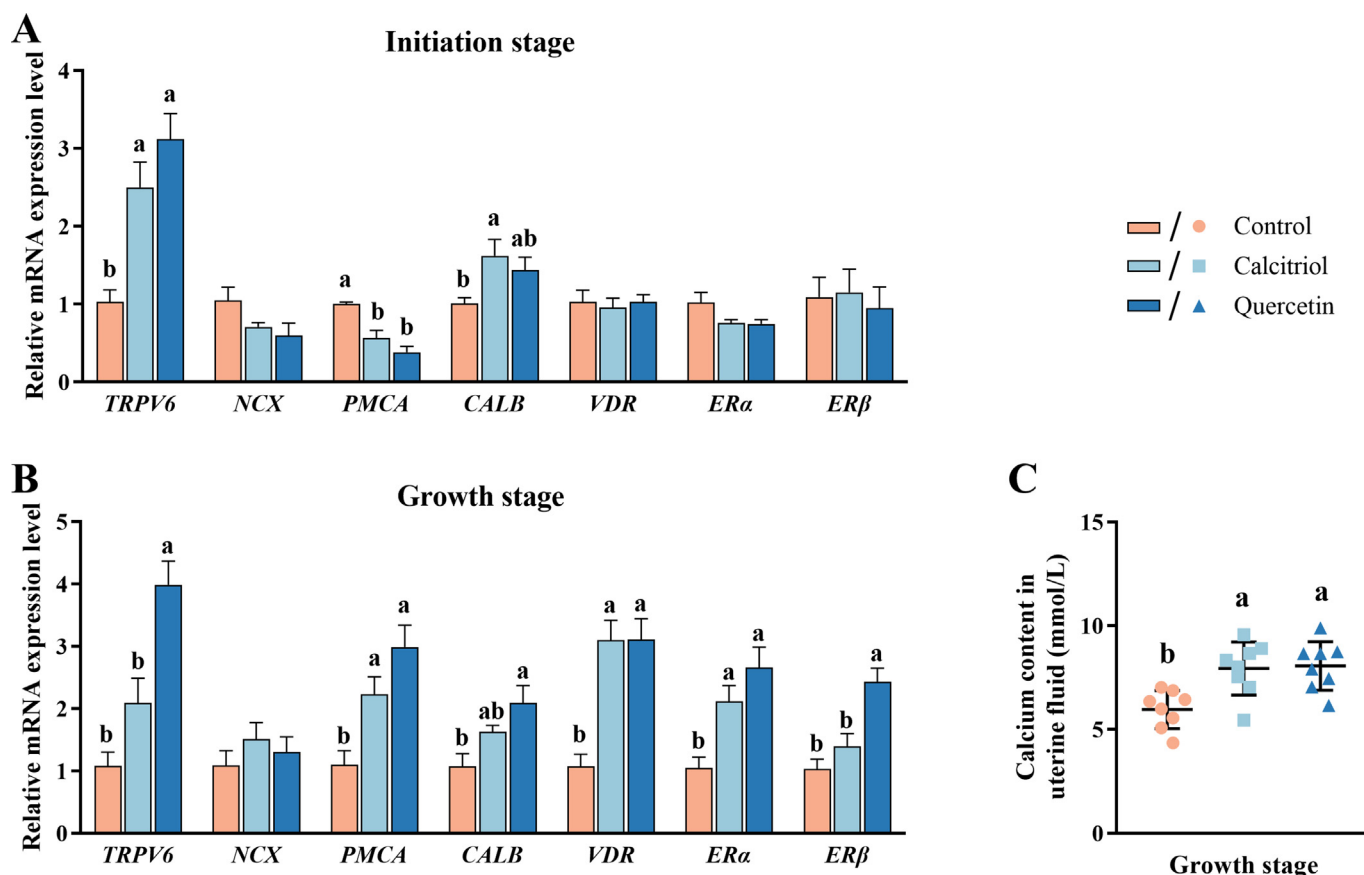 A
Initiation stage
Relative mRNA expression level
4
3
2
1
0
b a a
a b b
b a ab
TRPV6 NCX PMCA CALB VDR ERα ERβ
/ Control
/ Calcitriol
/ Quercetin
B
Growth stage
Relative mRNA expression level
5
4
3
2
1
0
b b a
b a a
b ab a
b a a
b a a
b b a
TRPV6 NCX PMCA CALB VDR ERα ERβ
C
Calcium content in
uterine fluid (mmol/L)
15
10
5
0
b a a
Growth stage